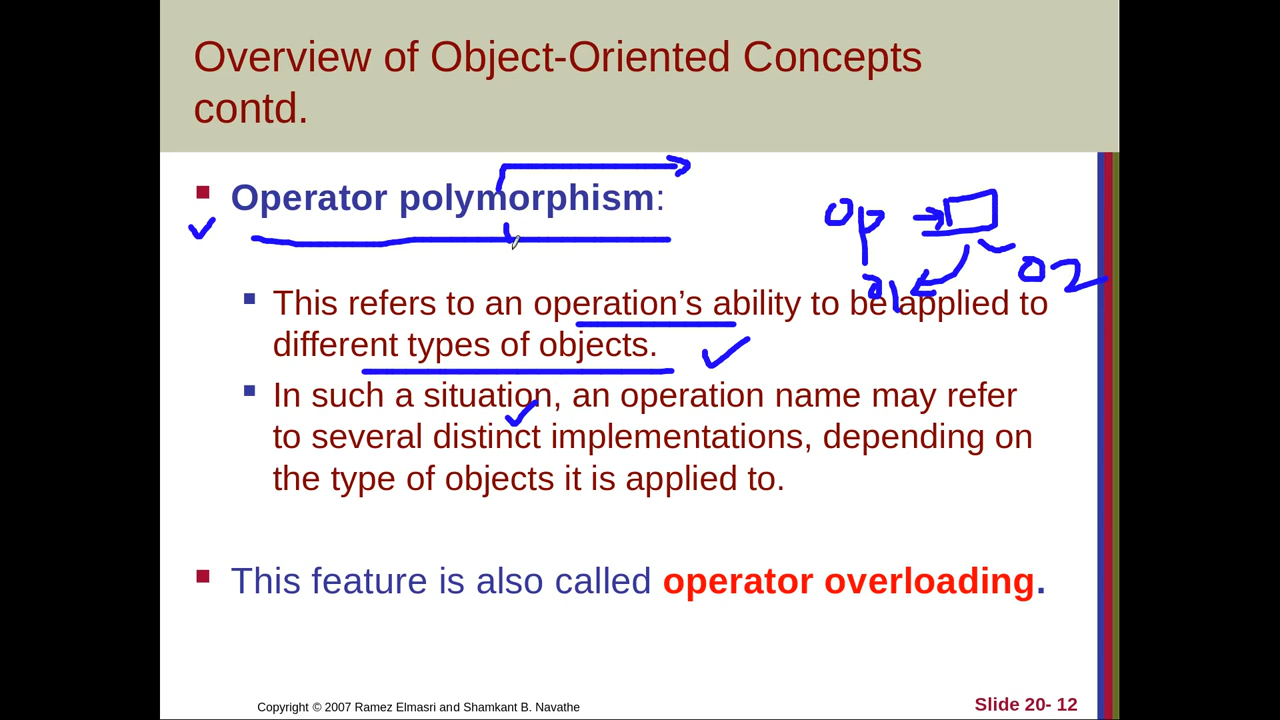 Overview of Object-Oriented Concepts
contd.
Operator polymorphism:
op
o2
This refers to an operation’s ability to be applied to
different types of objects.
In such a situation, an operation name may refer
to several distinct implementations, depending on
the type of objects it is applied to.
This feature is also called operator overloading.
Copyright © 2007 Ramez Elmasri and Shamkant B. Navathe
Slide 20- 12